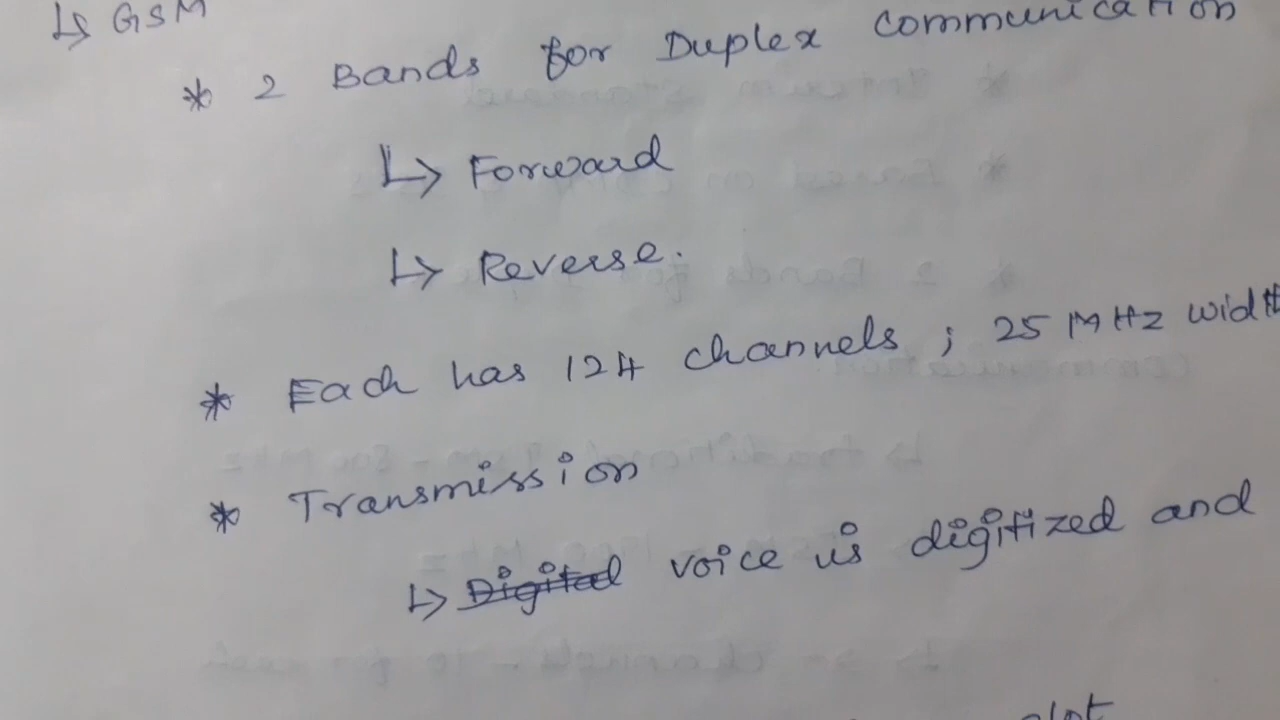 ↳ GSM
* 2 Bands for Duplex Communication
↳ Forward
↳ Reverse.
* Each has 124 channels ; 25 MHz width
* Transmission
↳ voice is digitized and
slot